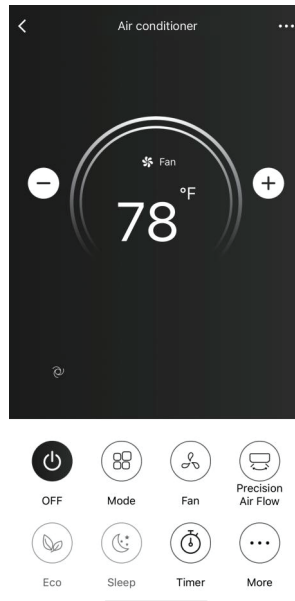 Air conditioner
Fan
78 °F
OFF
Mode
Fan
Precision
Air Flow
Eco
Sleep
Timer
More